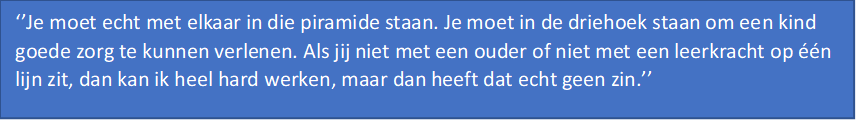 ‘’Je moet echt met elkaar in die piramide staan. Je moet in de driehoek staan om een kind
goede zorg te kunnen verlenen. Als jij niet met een ouder of niet met een leerkracht op één
lijn zit, dan kan ik heel hard werken, maar dan heeft dat echt geen zin.’’